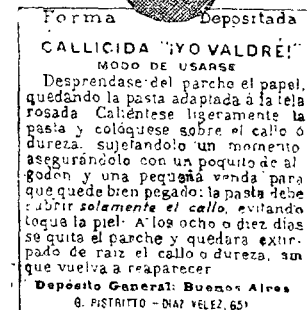 Forma Depositada
CALLICIDA "¡YO VALDRÉ!"
MODO DE USARSE
Desprendase del parche el papel,
quedando la pasta adaptada á la tela
rosada Caliéntese ligeramente la
pasta y colóquese sobre el callo ó
dureza. sujetandolo un momento
asegurándolo con un poquito de al
godon y una pequeña venda para
que quede bien pegado: la pasta debe
cubrir solamente el callo, evitando
toque la piel. A los ocho o diez dias
se quita el parche y quedara extir-
pado de raiz el callo o dureza, sin
que vuelva a reaparecer
Depósito General: Buenos Aires
PISTRITTO - DIAZ VELEZ, 651